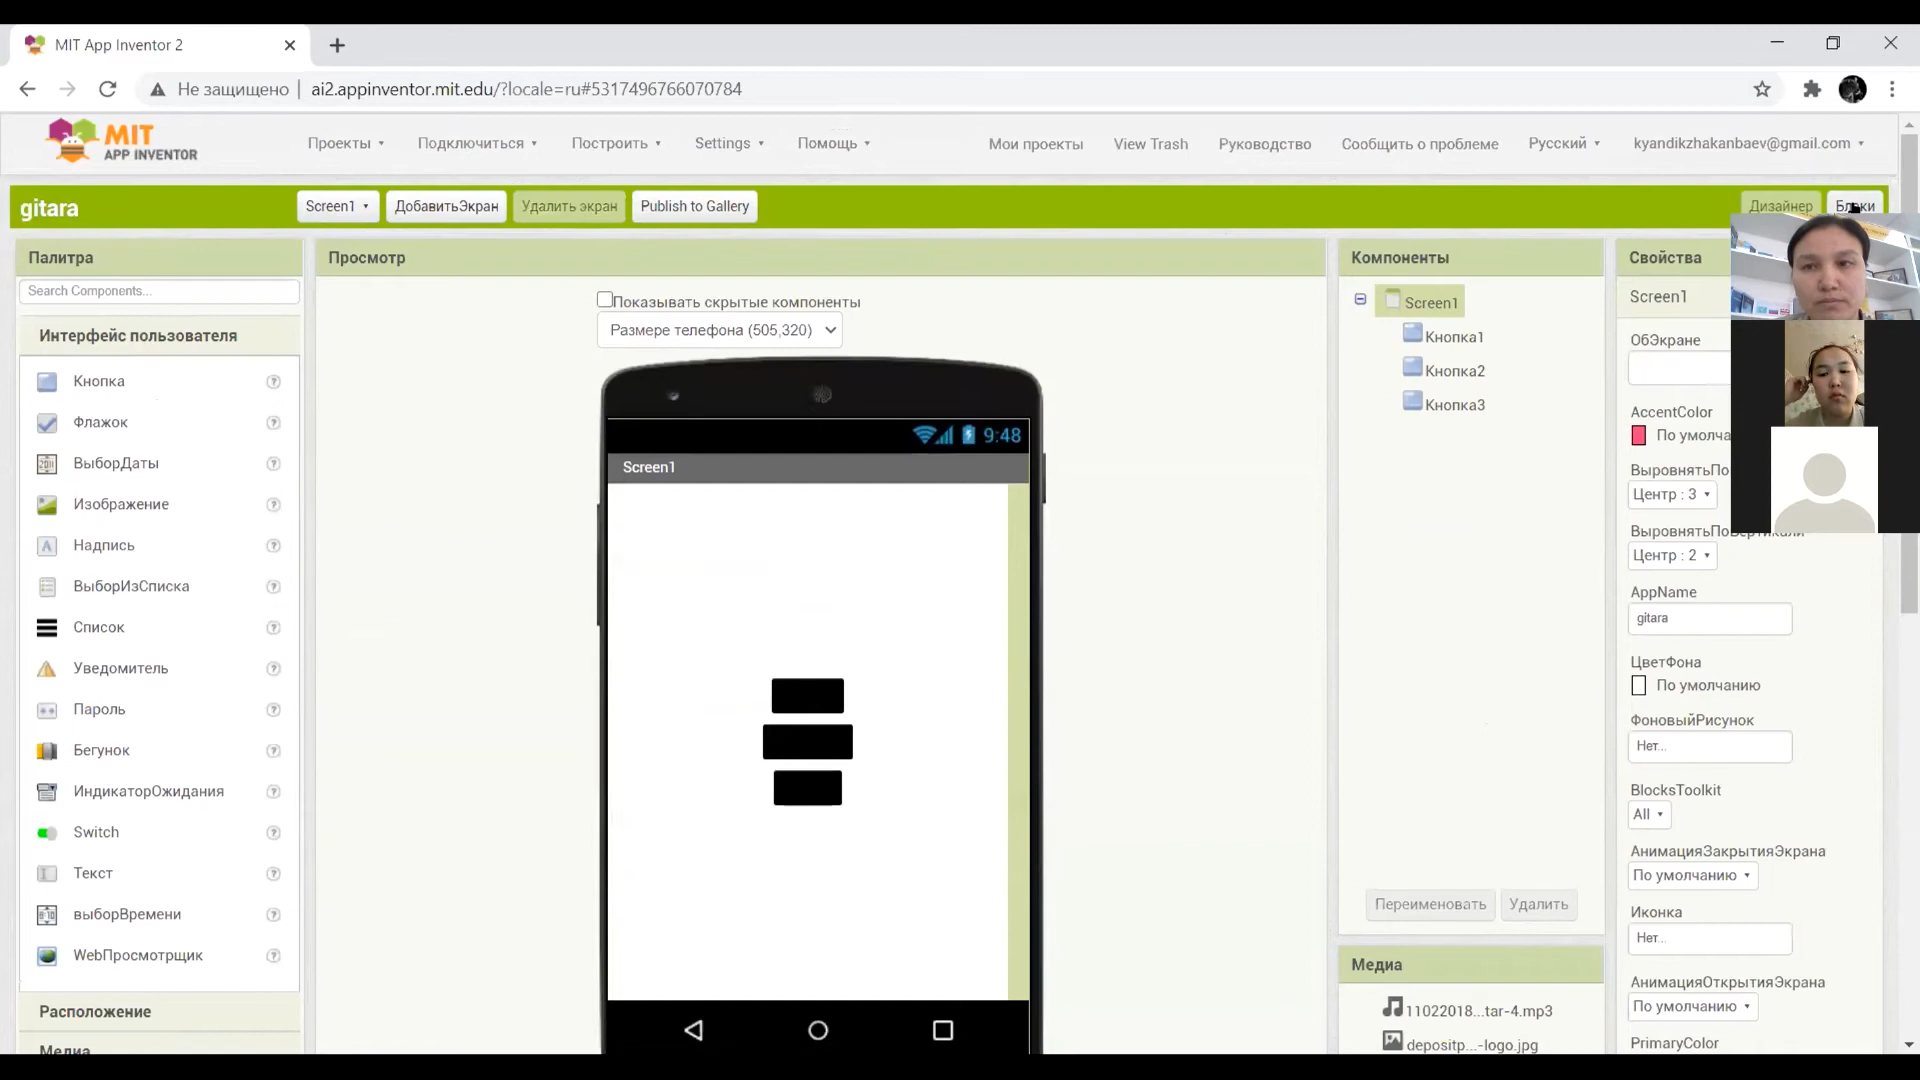 MIT App Inventor 2
Не защищено
ai2.appinventor.mit.edu/?locale=ru#5317496766070784
MIT
APP INVENTOR
Проекты
Подключиться
Построить
Settings
Помощь
Мои проекты
View Trash
Руководство
Сообщить о проблеме
Русский
kyandikzhakanbaev@gmail.com
gitara
Screen1
ДобавитьЭкран
Удалить экран
Publish to Gallery
Дизайнер
Блоки
Палитра
Search Components...
Интерфейс пользователя
Кнопка
Флажок
ВыборДаты
Изображение
Надпись
ВыборИзСписка
Список
Уведомитель
Пароль
Бегунок
ИндикаторОжидания
Switch
Текст
выборВремени
WebПросмотрщик
Расположение
Медиа
Просмотр
Показывать скрытые компоненты
Размере телефона (505,320)
9:48
Screen1
Компоненты
Screen1
Кнопка1
Кнопка2
Кнопка3
Переименовать
Удалить
Медиа
11022018...tar-4.mp3
depositp...-logo.jpg
Свойства
Screen1
ОбЭкране
AccentColor
По умолча
ВыровнятьПо
Центр : 3
ВыровнятьПоВертикали
Центр : 2
AppName
gitara
ЦветФона
По умолчанию
ФоновыйРисунок
Нет...
BlocksToolkit
All
АнимацияЗакрытияЭкрана
По умолчанию
Иконка
Нет...
АнимацияОткрытияЭкрана
По умолчанию
PrimaryColor